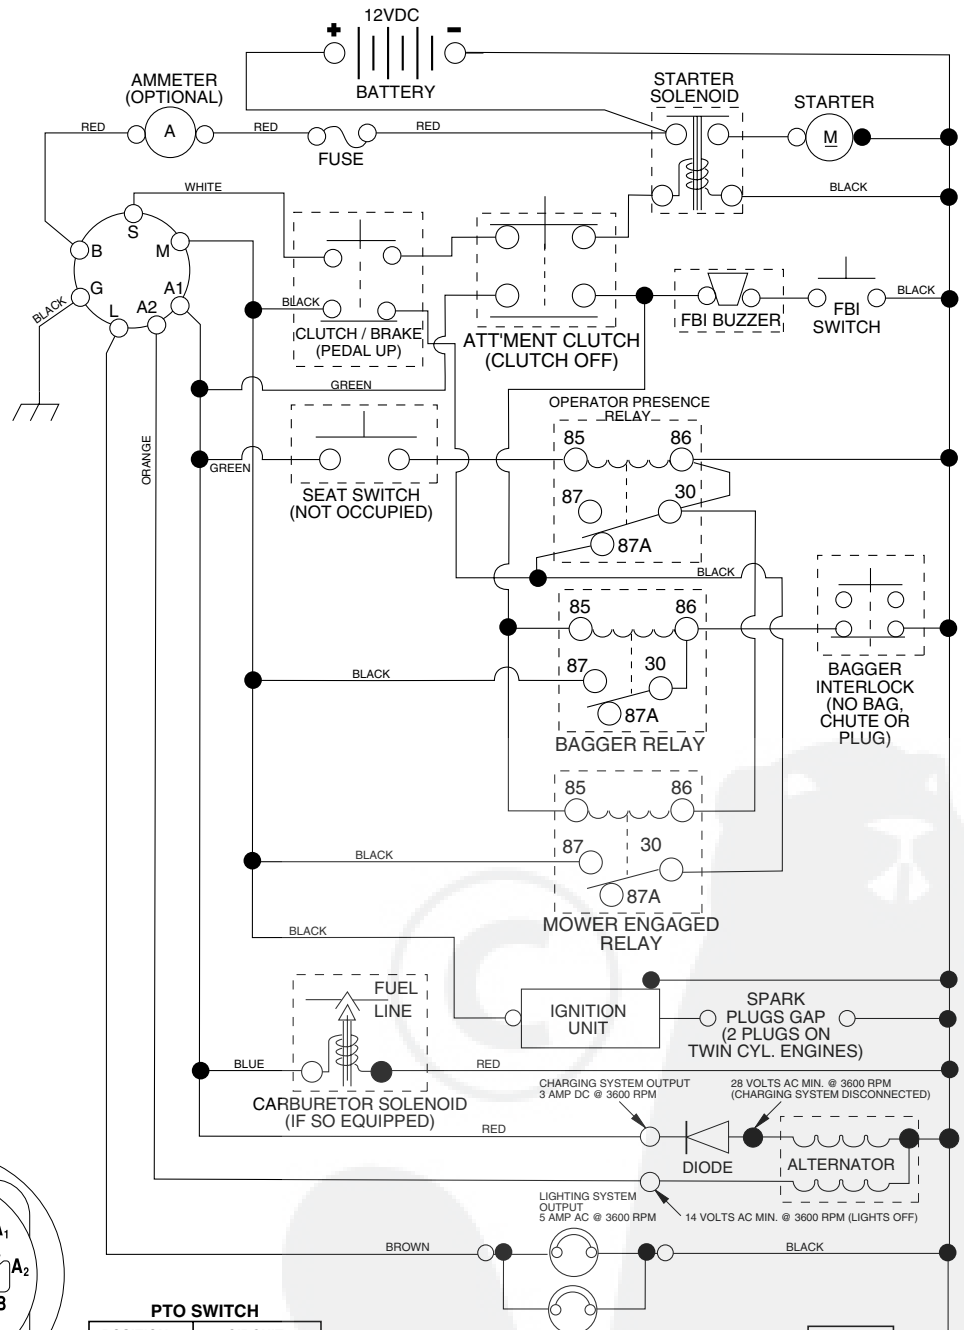 12VDC
+ -
BATTERY
AMMETER
(OPTIONAL)
STARTER
SOLENOID
STARTER
RED
A
RED
RED
FUSE
M
WHITE
BLACK
S
B
M
G
A1
L
A2
BLACK
BLACK
CLUTCH / BRAKE
(PEDAL UP)
ATT'MENT CLUTCH
(CLUTCH OFF)
FBI BUZZER
FBI
SWITCH
BLACK
GREEN
OPERATOR PRESENCE
RELAY
ORANGE
GREEN
SEAT SWITCH
(NOT OCCUPIED)
85
86
87
30
87A
BLACK
85
86
87
30
87A
BAGGER RELAY
BLACK
BAGGER
INTERLOCK
(NO BAG,
CHUTE OR
PLUG)
85
86
87
30
87A
MOWER ENGAGED
RELAY
BLACK
BLACK
FUEL
LINE
IGNITION
UNIT
SPARK
PLUGS GAP
(2 PLUGS ON
TWIN CYL. ENGINES)
BLUE
RED
CARBURETOR SOLENOID
(IF SO EQUIPPED)
CHARGING SYSTEM OUTPUT
3 AMP DC @ 3600 RPM
28 VOLTS AC MIN. @ 3600 RPM
(CHARGING SYSTEM DISCONNECTED)
RED
DIODE
ALTERNATOR
LIGHTING SYSTEM
OUTPUT
5 AMP AC @ 3600 RPM
14 VOLTS AC MIN. @ 3600 RPM (LIGHTS OFF)
BROWN
BLACK
A2
PTO SWITCH
©